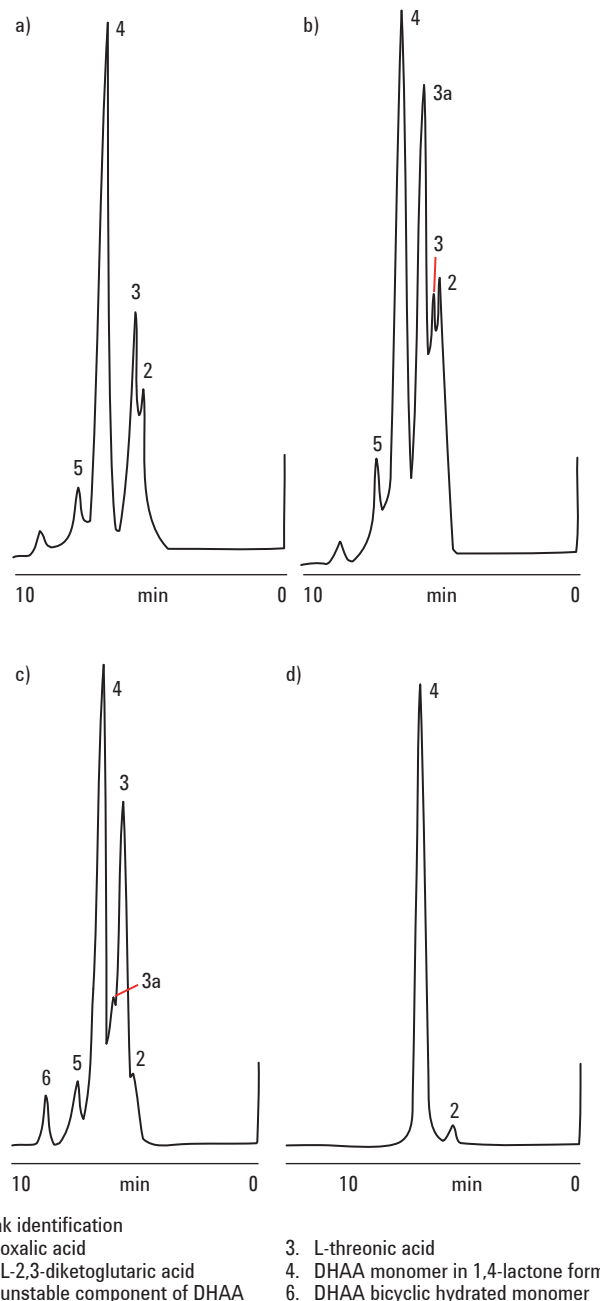 a)
4
3
2
5
10 min 0
b)
4
3a
3
2
5
10 min 0
c)
4
3
3a
2
5
6
10 min 0
d)
4
2
10 min 0
identification
oxalic acid
L-2,3-diketoglutaric acid
unstable component of DHAA
3. L-threonic acid
4. DHAA monomer in 1,4-lactone form
6. DHAA bicyclic hydrated monomer